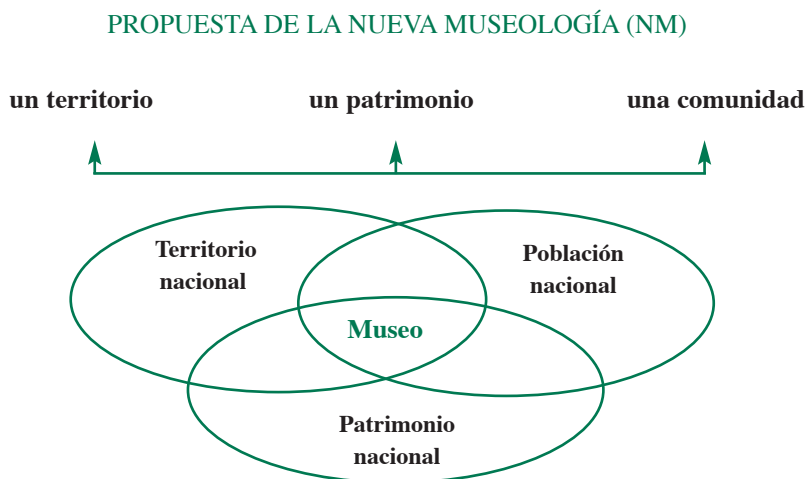 PROPUESTA DE LA NUEVA MUSEOLOGÍA (NM)
un territorio un patrimonio una comunidad
Territorio
nacional
Población
nacional
Museo
Patrimonio
nacional